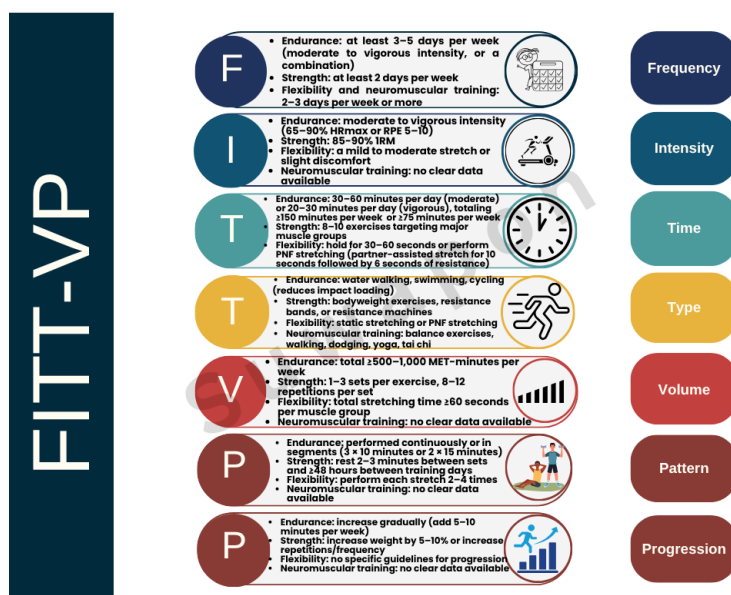 FITT-VP
F
• Endurance: at least 3–5 days per week
(moderate to vigorous intensity, or a
combination)
• Strength: at least 2 days per week
• Flexibility and neuromuscular training:
2–3 days per week or more
Frequency
I
• Endurance: moderate to vigorous intensity
(65–90% HRmax or RPE 5–10)
• Strength: 85-90% 1RM
• Flexibility: a mild to moderate stretch or
slight discomfort
• Neuromuscular training: no clear data
available
Intensity
T
• Endurance: 30–60 minutes per day (moderate)
or 20–30 minutes per day (vigorous), totaling
≥150 minutes per week or ≥75 minutes per week
• Strength: 8–10 exercises targeting major
muscle groups
• Flexibility: hold for 30–60 seconds or perform
PNF stretching (partner-assisted stretch for 10
seconds followed by 6 seconds of resistance)
Time
T
• Endurance: water walking, swimming, cycling
(reduces impact loading)
• Strength: bodyweight exercises, resistance
bands, or resistance machines
• Flexibility: static stretching or PNF stretching
• Neuromuscular training: balance exercises,
walking, dodging, yoga, tai chi
Type
V
• Endurance: total ≥500–1,000 MET-minutes per
week
• Strength: 1–3 sets per exercise, 8–12
repetitions per set
• Flexibility: total stretching time ≥60 seconds
per muscle group
• Neuromuscular training: no clear data available
Volume
P
• Endurance: performed continuously or in
segments (3 × 10 minutes or 2 × 15 minutes)
• Strength: rest 2–3 minutes between sets
and ≥48 hours between training days
• Flexibility: perform each stretch 2–4 times
• Neuromuscular training: no clear data
available
Pattern
P
• Endurance: increase gradually (add 5–10
minutes per week)
• Strength: increase weight by 5–10% or increase
repetitions/frequency
• Flexibility: no specific guidelines for progression
• Neuromuscular training: no clear data available
Progression